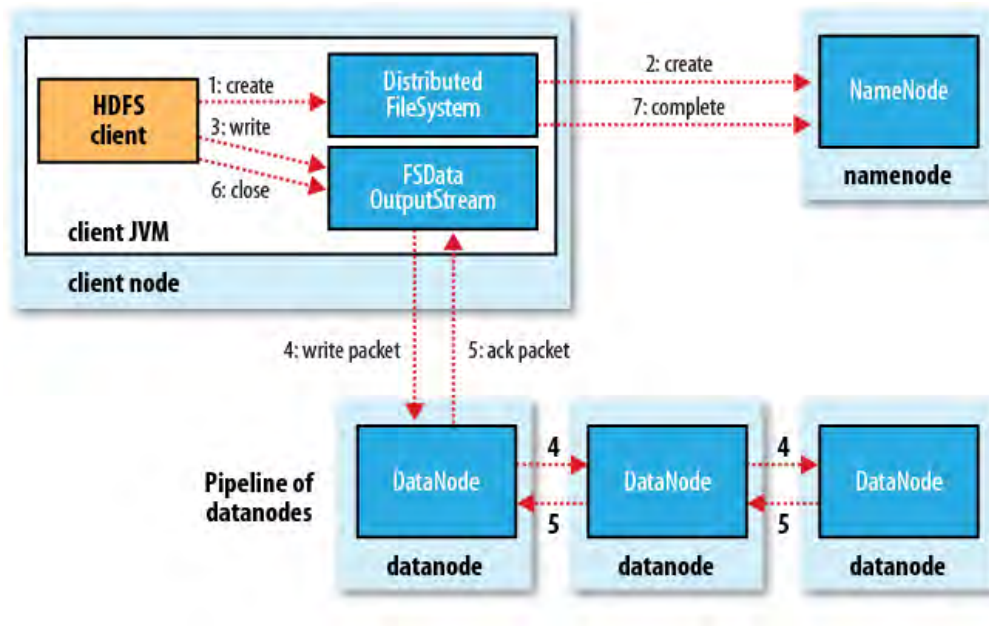 HDFS
client
1: create
3: write
6: close
Distributed
FileSystem
FSData
OutputStream
client JVM
client node
2: create
7: complete
NameNode
namenode
4: write packet
5: ack packet
Pipeline of
datanodes
DataNode
datanode
4
5
DataNode
datanode
4
5
DataNode
datanode